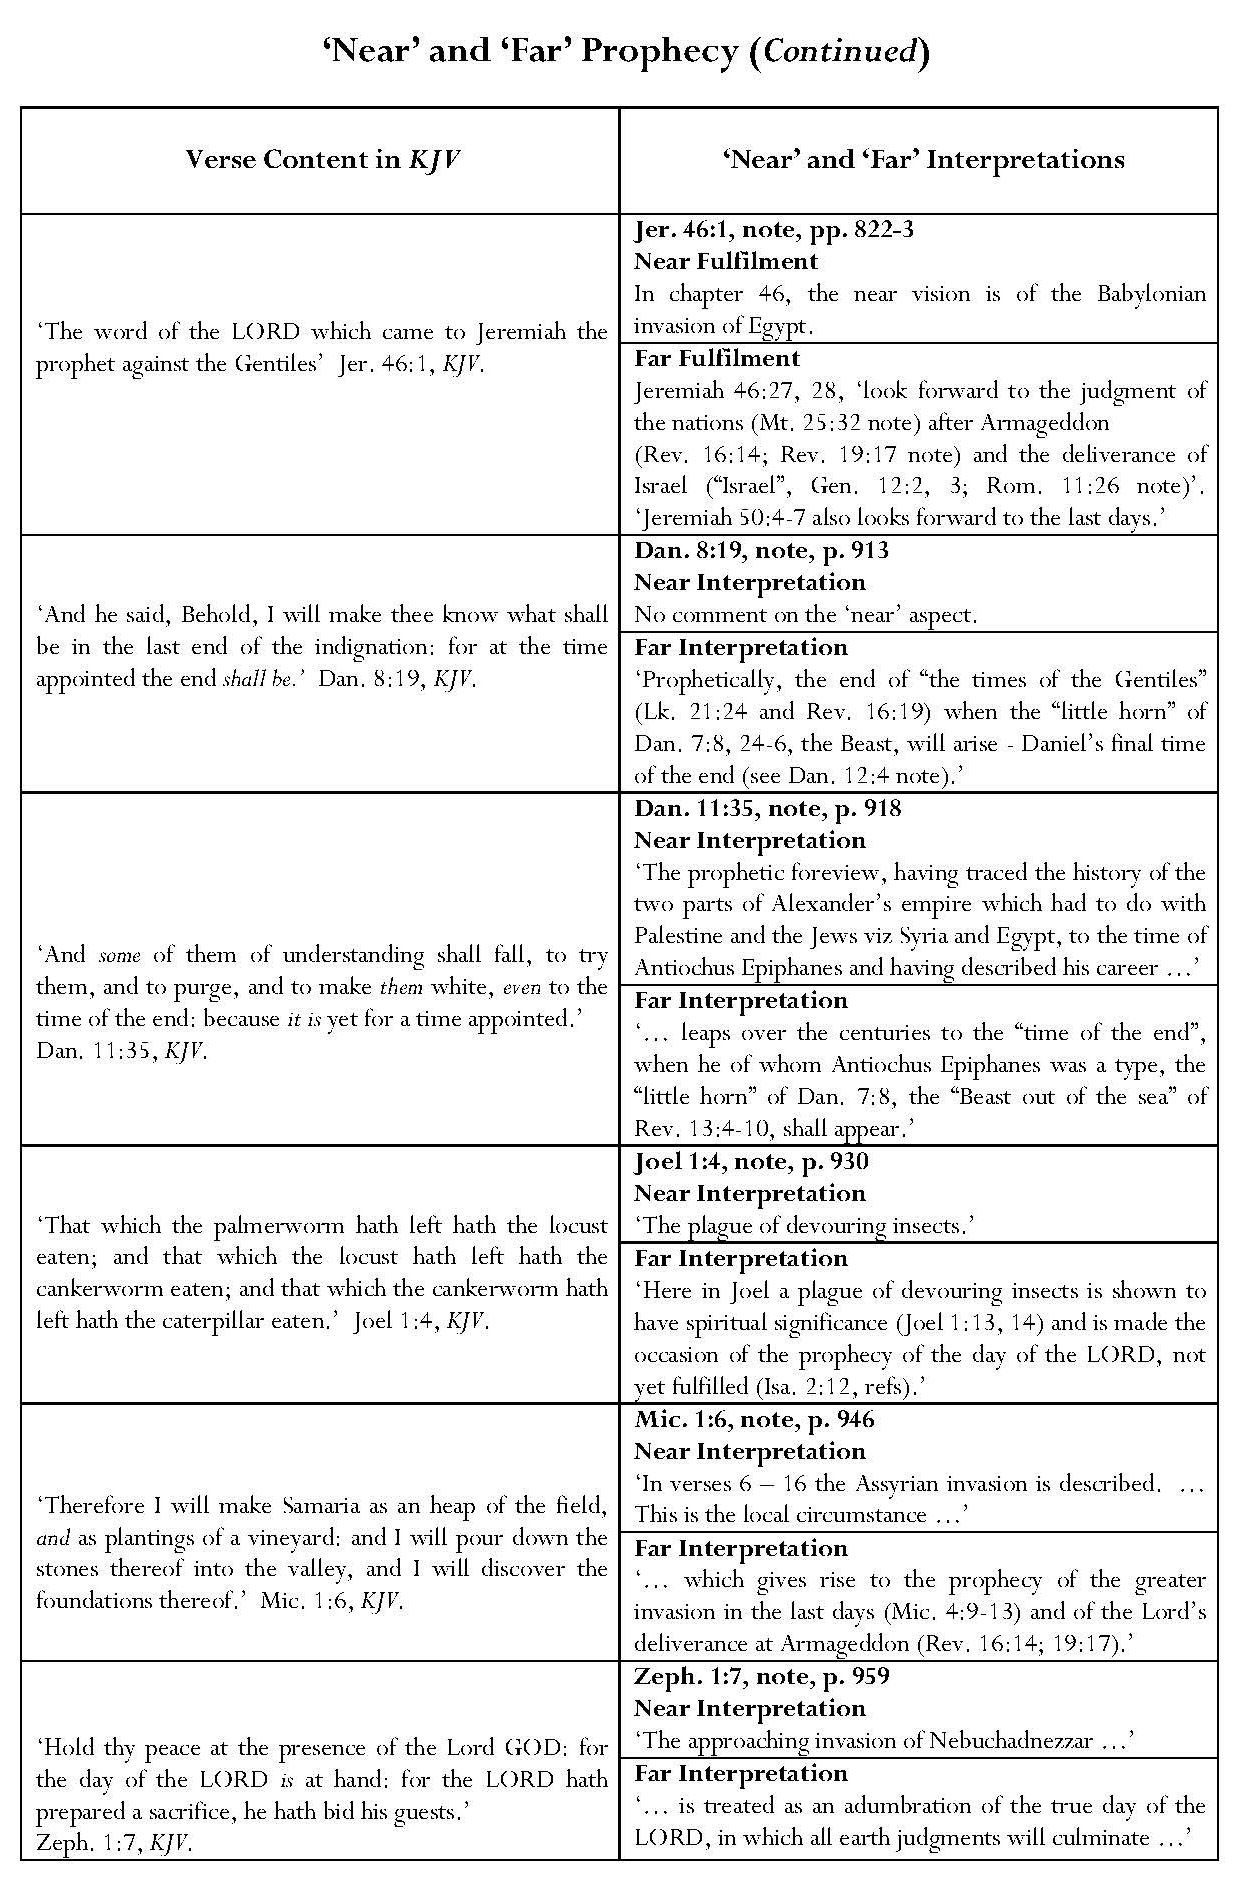 ‘Near’ and ‘Far’ Prophecy (Continued)
Verse Content in KJV
‘Near’ and ‘Far’ Interpretations
‘The word of the LORD which came to Jeremiah the
prophet against the Gentiles’ Jer. 46:1, KJV.
Jer. 46:1, note, pp. 822-3
Near Fulfilment
In chapter 46, the near vision is of the Babylonian
invasion of Egypt.
Far Fulfilment
Jeremiah 46:27, 28, ‘look forward to the judgment of
the nations (Mt. 25:32 note) after Armageddon
(Rev. 16:14; Rev. 19:17 note) and the deliverance of
Israel (“Israel”, Gen. 12:2, 3; Rom. 11:26 note)’.
‘Jeremiah 50:4-7 also looks forward to the last days.’
‘And he said, Behold, I will make thee know what shall
be in the last end of the indignation: for at the time
appointed the end shall be.’ Dan. 8:19, KJV.
Dan. 8:19, note, p. 913
Near Interpretation
No comment on the ‘near’ aspect.
Far Interpretation
‘Prophetically, the end of “the times of the Gentiles”
(Lk. 21:24 and Rev. 16:19) when the “little horn” of
Dan. 7:8, 24-6, the Beast, will arise - Daniel’s final time
of the end (see Dan. 12:4 note).’
‘And some of them of understanding shall fall, to try
them, and to purge, and to make them white, even to the
time of the end: because it is yet for a time appointed.’
Dan. 11:35, KJV.
Dan. 11:35, note, p. 918
Near Interpretation
‘The prophetic foreview, having traced the history of the
two parts of Alexander’s empire which had to do with
Palestine and the Jews viz Syria and Egypt, to the time of
Antiochus Epiphanes and having described his career …’
Far Interpretation
‘… leaps over the centuries to the “time of the end”,
when he of whom Antiochus Epiphanes was a type, the
“little horn” of Dan. 7:8, the “Beast out of the sea” of
Rev. 13:4-10, shall appear.’
‘That which the palmerworm hath left hath the locust
eaten; and that which the locust hath left hath the
cankerworm eaten; and that which the cankerworm hath
left hath the caterpillar eaten.’ Joel 1:4, KJV.
Joel 1:4, note, p. 930
Near Interpretation
‘The plague of devouring insects.’
Far Interpretation
‘Here in Joel a plague of devouring insects is shown to
have spiritual significance (Joel 1:13, 14) and is made the
occasion of the prophecy of the day of the LORD, not
yet fulfilled (Isa. 2:12, refs).’
‘Therefore I will make Samaria as an heap of the field,
and as plantings of a vineyard: and I will pour down the
stones thereof into the valley, and I will discover the
foundations thereof.’ Mic. 1:6, KJV.
Mic. 1:6, note, p. 946
Near Interpretation
‘In verses 6 – 16 the Assyrian invasion is described. …
This is the local circumstance …’
Far Interpretation
‘… which gives rise to the prophecy of the greater
invasion in the last days (Mic. 4:9-13) and of the Lord’s
deliverance at Armageddon (Rev. 16:14; 19:17).’
‘Hold thy peace at the presence of the Lord GOD: for
the day of the LORD is at hand: for the LORD hath
prepared a sacrifice, he hath bid his guests.’
Zeph. 1:7, KJV.
Zeph. 1:7, note, p. 959
Near Interpretation
‘The approaching invasion of Nebuchadnezzar …’
Far Interpretation
‘… is treated as an adumbration of the true day of the
LORD, in which all earth judgments will culminate …’